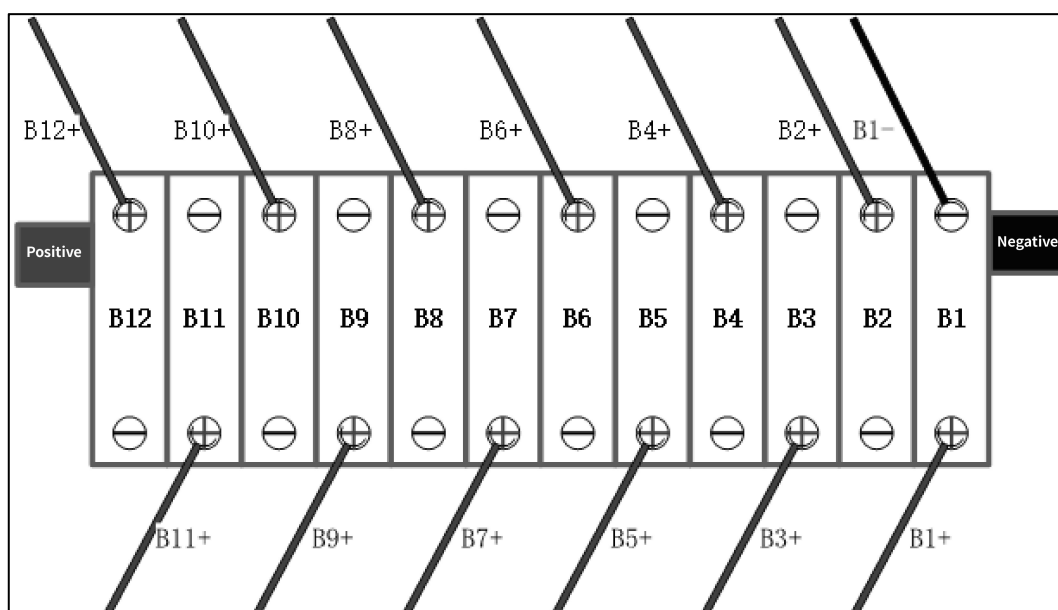 B12+ B10+ B8+ B6+ B4+ B2+ B1-
Positive
Negative
B12 B11 B10 B9 B8 B7 B6 B5 B4 B3 B2 B1
B11+ B9+ B7+ B5+ B3+ B1+